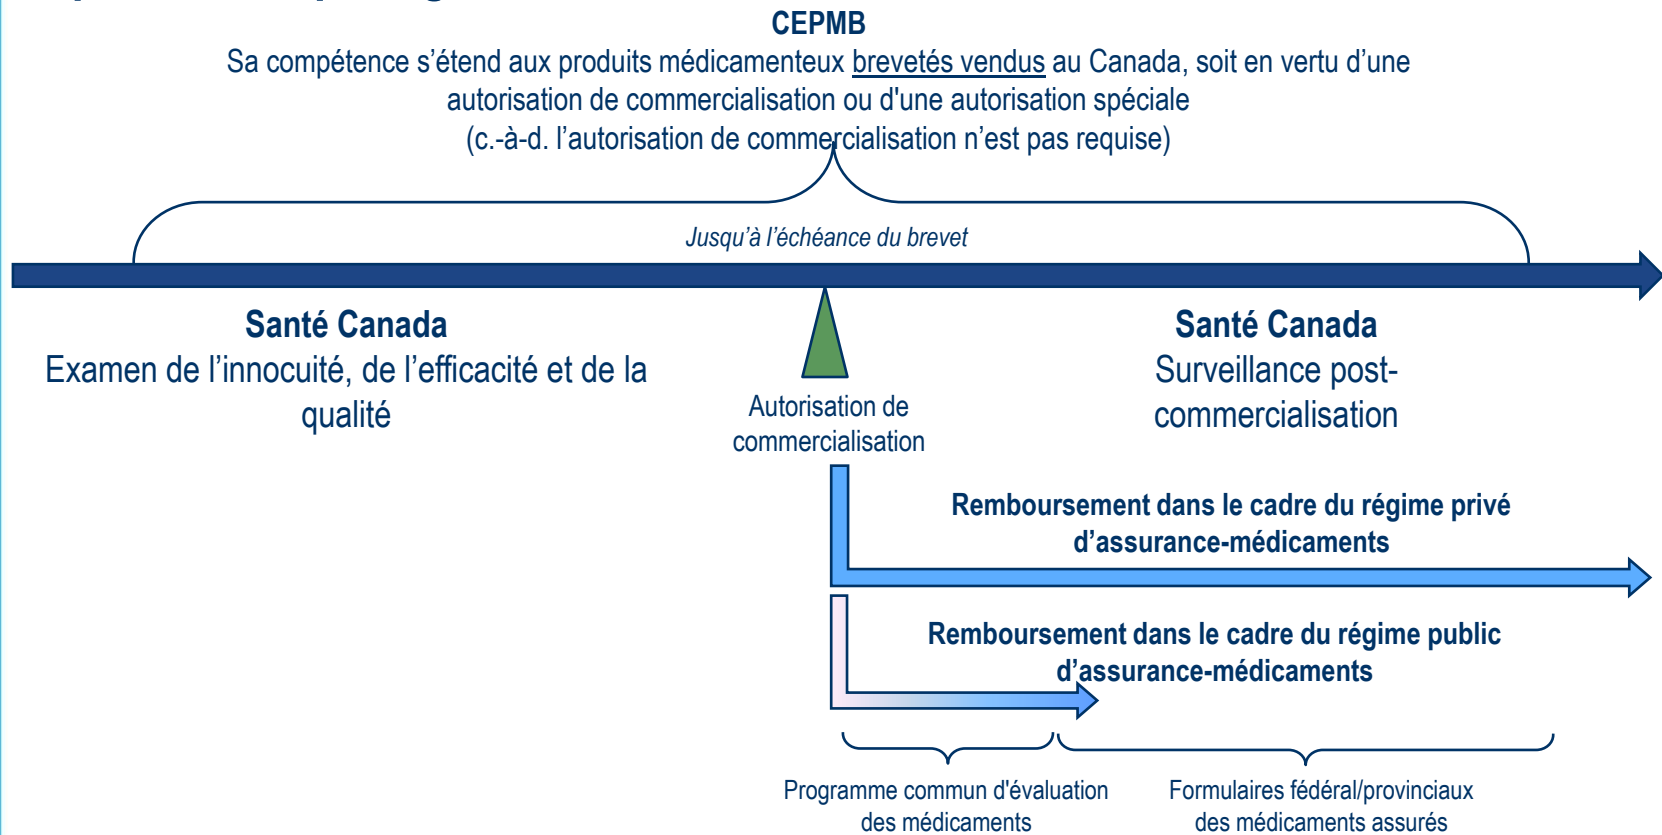 CEPMB
Sa compétence s’étend aux produits médicamenteux brevetés vendus au Canada, soit en vertu d’une
autorisation de commercialisation ou d'une autorisation spéciale
(c.-à-d. l’autorisation de commercialisation n’est pas requise)
Jusqu’à l’échéance du brevet
Santé Canada
Examen de l’innocuité, de l’efficacité et de la
qualité
Autorisation de
commercialisation
Santé Canada
Surveillance post-
commercialisation
Remboursement dans le cadre du régime privé
d’assurance-médicaments
Remboursement dans le cadre du régime public
d’assurance-médicaments
Programme commun d'évaluation
des médicaments
Formulaires fédéral/provinciaux
des médicaments assurés